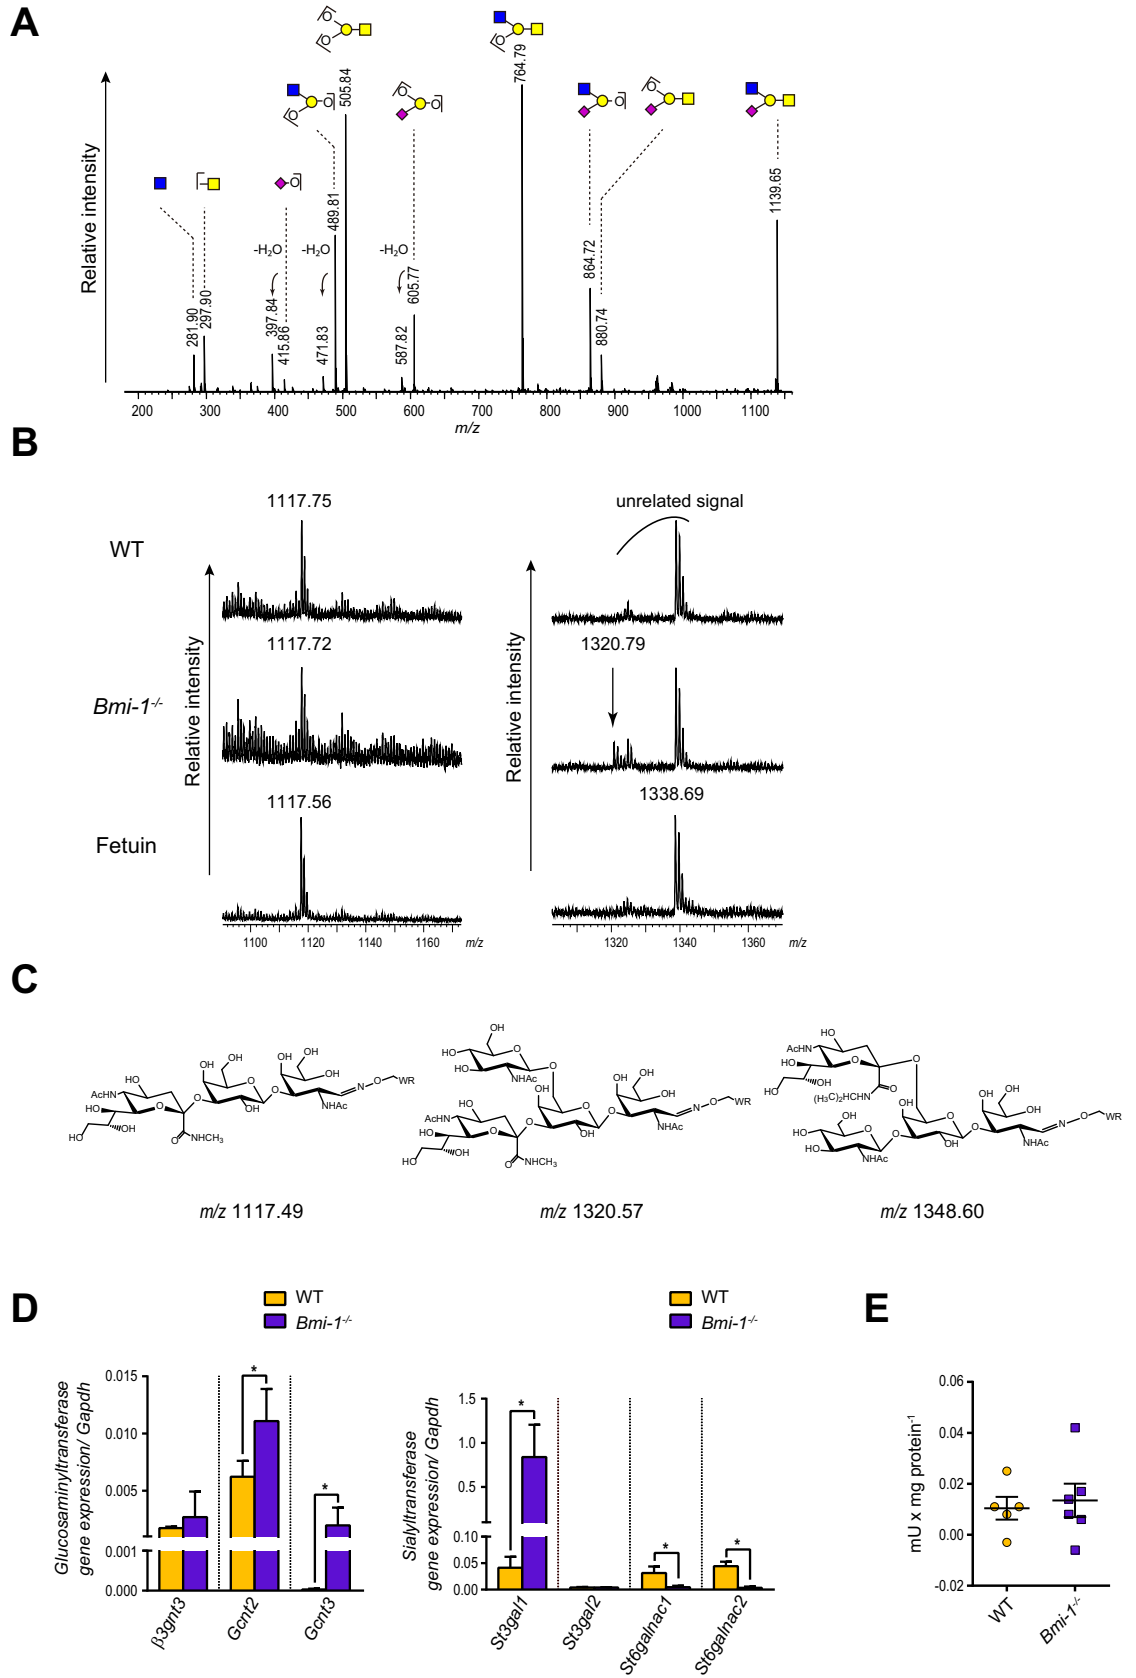 A
Relative intensity
281.90
297.90
397.84
415.86
471.83
489.81
505.84
587.82
605.77
764.79
864.72
880.74
1139.65
-H₂O
-H₂O
-H₂O
O
O
O
O
O
O
O
O
O
200 300 400 500 600 700 800 900 1000 1100
m/z
B
WT
Bmi-1⁻/⁻
Fetuin
Relative intensity
1117.75
1117.72
1117.56
1100 1120 1140 1160 m/z
Relative intensity
unrelated signal
1320.79
1338.69
1320 1340 1360 m/z
C
HO
AcHN
HO
HO
HO
OH
O
O
NHCH₃
O
OH
OH
O
OH
O
OH
OH
OH
NHAc
N
O
WR
m/z 1117.49
OH
HO
HO
O
NHAc
O
HO
AcHN
HO
HO
HO
OH
O
O
NHCH₃
O
OH
O
OH
O
OH
OH
OH
NHAc
N
O
WR
m/z 1320.57
HO
AcHN
HO
HO
HO
OH
O
O
(H₃C)₂HCHN
O
HO
HO
HO
O
NHAc
O
OH
O
OH
O
OH
OH
OH
NHAc
N
O
WR
m/z 1348.60
D
WT
Bmi-1⁻/⁻
Glucosaminyltransferase
gene expression/ Gapdh
0.015
0.010
0.005
0.001
0.000
*
*
β3gnt3
Gcnt2
Gcnt3
WT
Bmi-1⁻/⁻
Sialyltransferase
gene expression/ Gapdh
1.5
1.0
0.5
0.10
0.05
0.00
*
*
*
St3gal1
St3gal2
St6galnac1
St6galnac2
E
mU x mg protein⁻¹
0.06
0.04
0.02
0.00
-0.02
WT
Bmi-1⁻/⁻